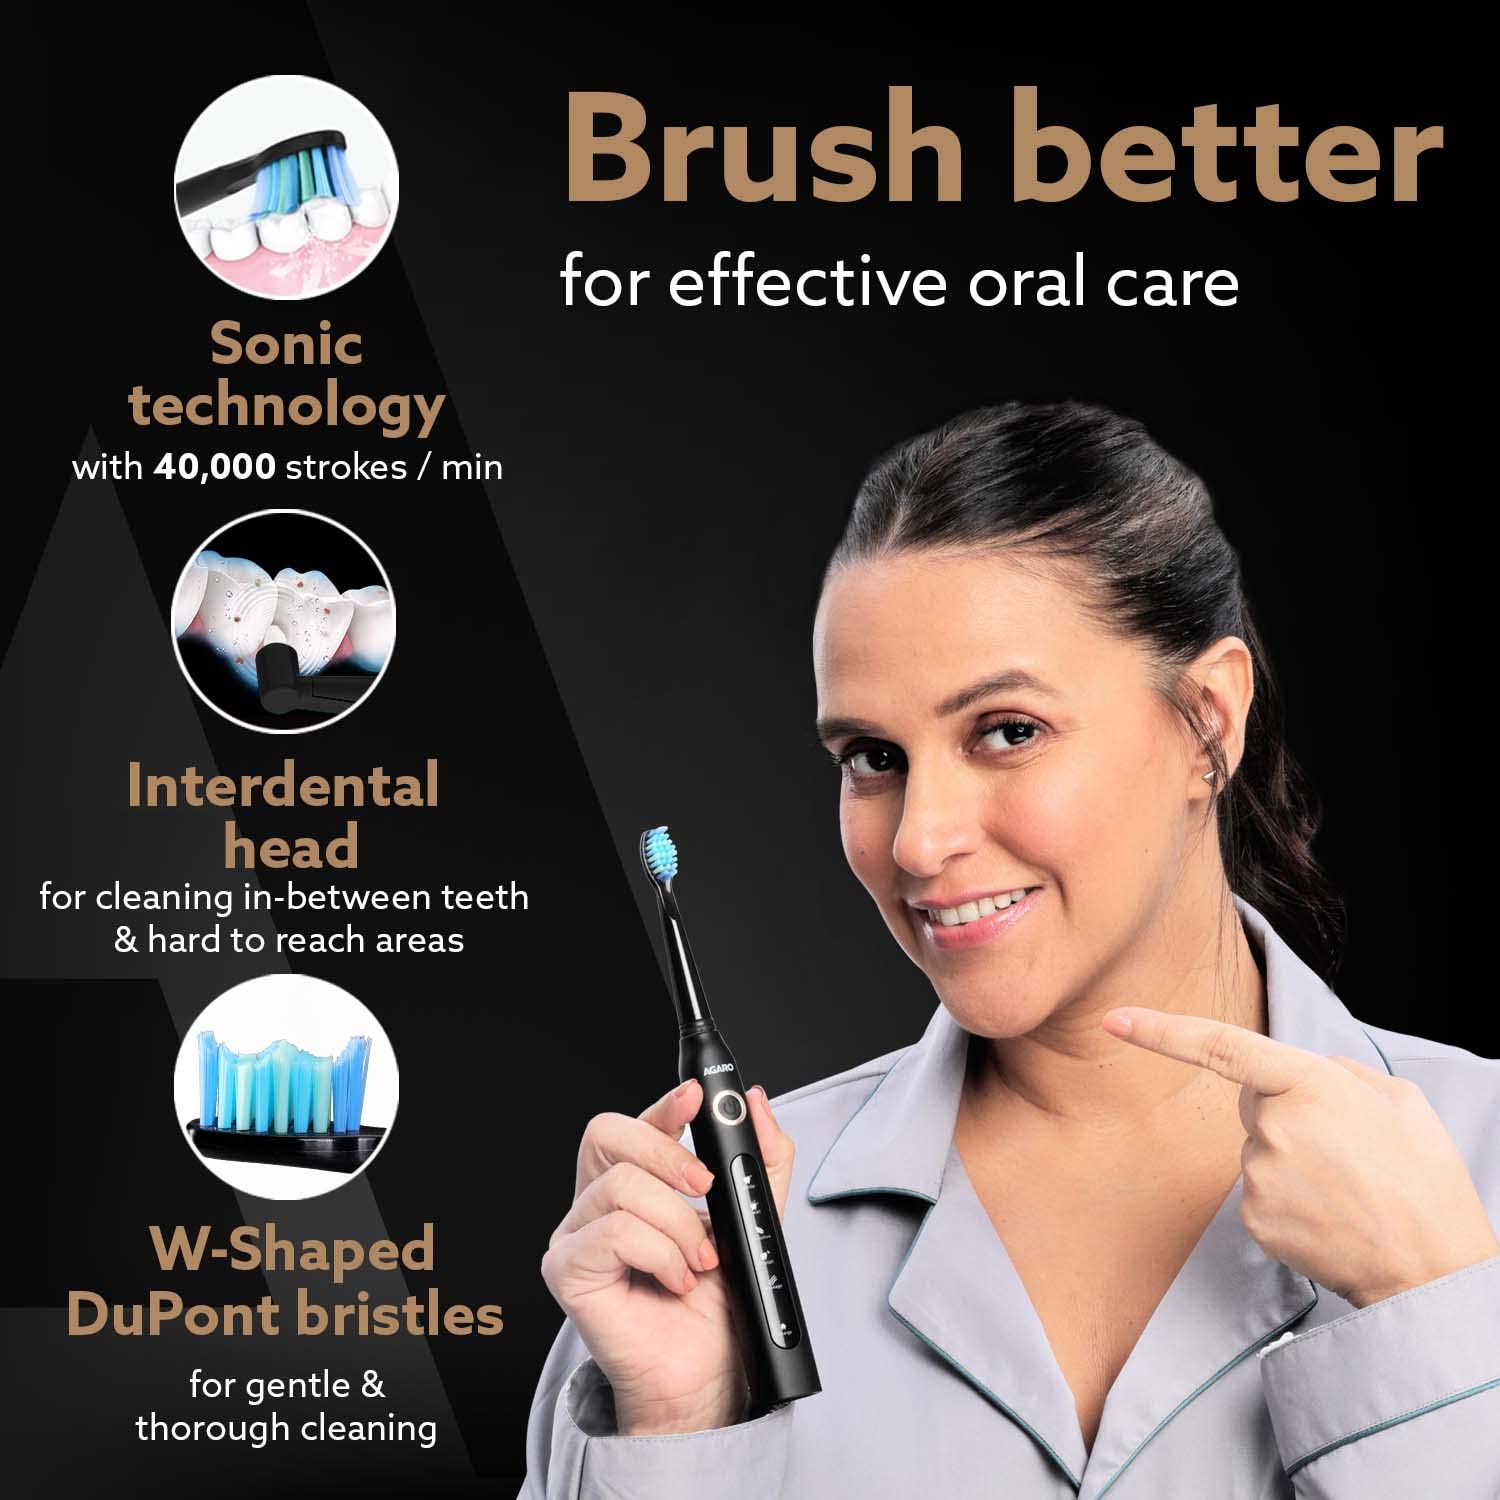 Brush better
for effective oral care
Sonic
technology
with 40,000 strokes / min
Interdental
head
for cleaning in-between teeth
& hard to reach areas
W-Shaped
DuPont bristles
for gentle &
thorough cleaning
AGARO